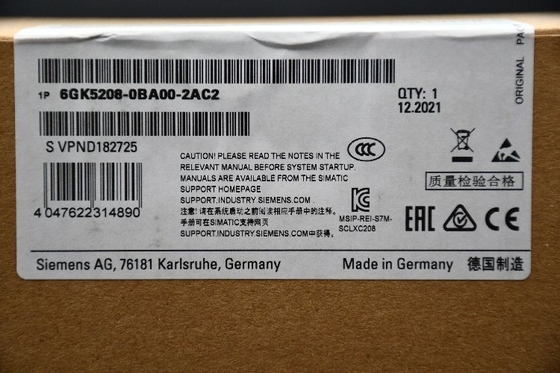 ORIGINAL PAC
1P 6GK5208-0BA00-2AC2
QTY: 1
12.2021
S VPND182725
CAUTION! PLEASE READ THE NOTES IN THE
RELEVANT MANUAL BEFORE SYSTEM STARTUP.
MANUALS ARE AVAILABLE FROM THE SIMATIC
SUPPORT HOMEPAGE
SUPPORT.INDUSTRY.SIEMENS.COM
注意: 请在系统启动之前阅读相应手册中的注释。
手册可在SIMATIC支持网页
SUPPORT.INDUSTRY.SIEMENS.COM中获得。
CCC
MSIP-REI-S7M-
SCLXC208
质量检验合格
EAC CE
4 047622 314890
Siemens AG, 76181 Karlsruhe, Germany
Made in Germany 德国制造